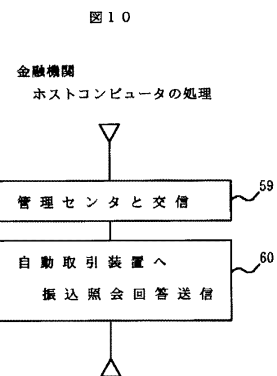 図10
金融機関
ホストコンピュータの処理
管理センタと交信
59
自動取引装置へ
振込照会回答送信
60